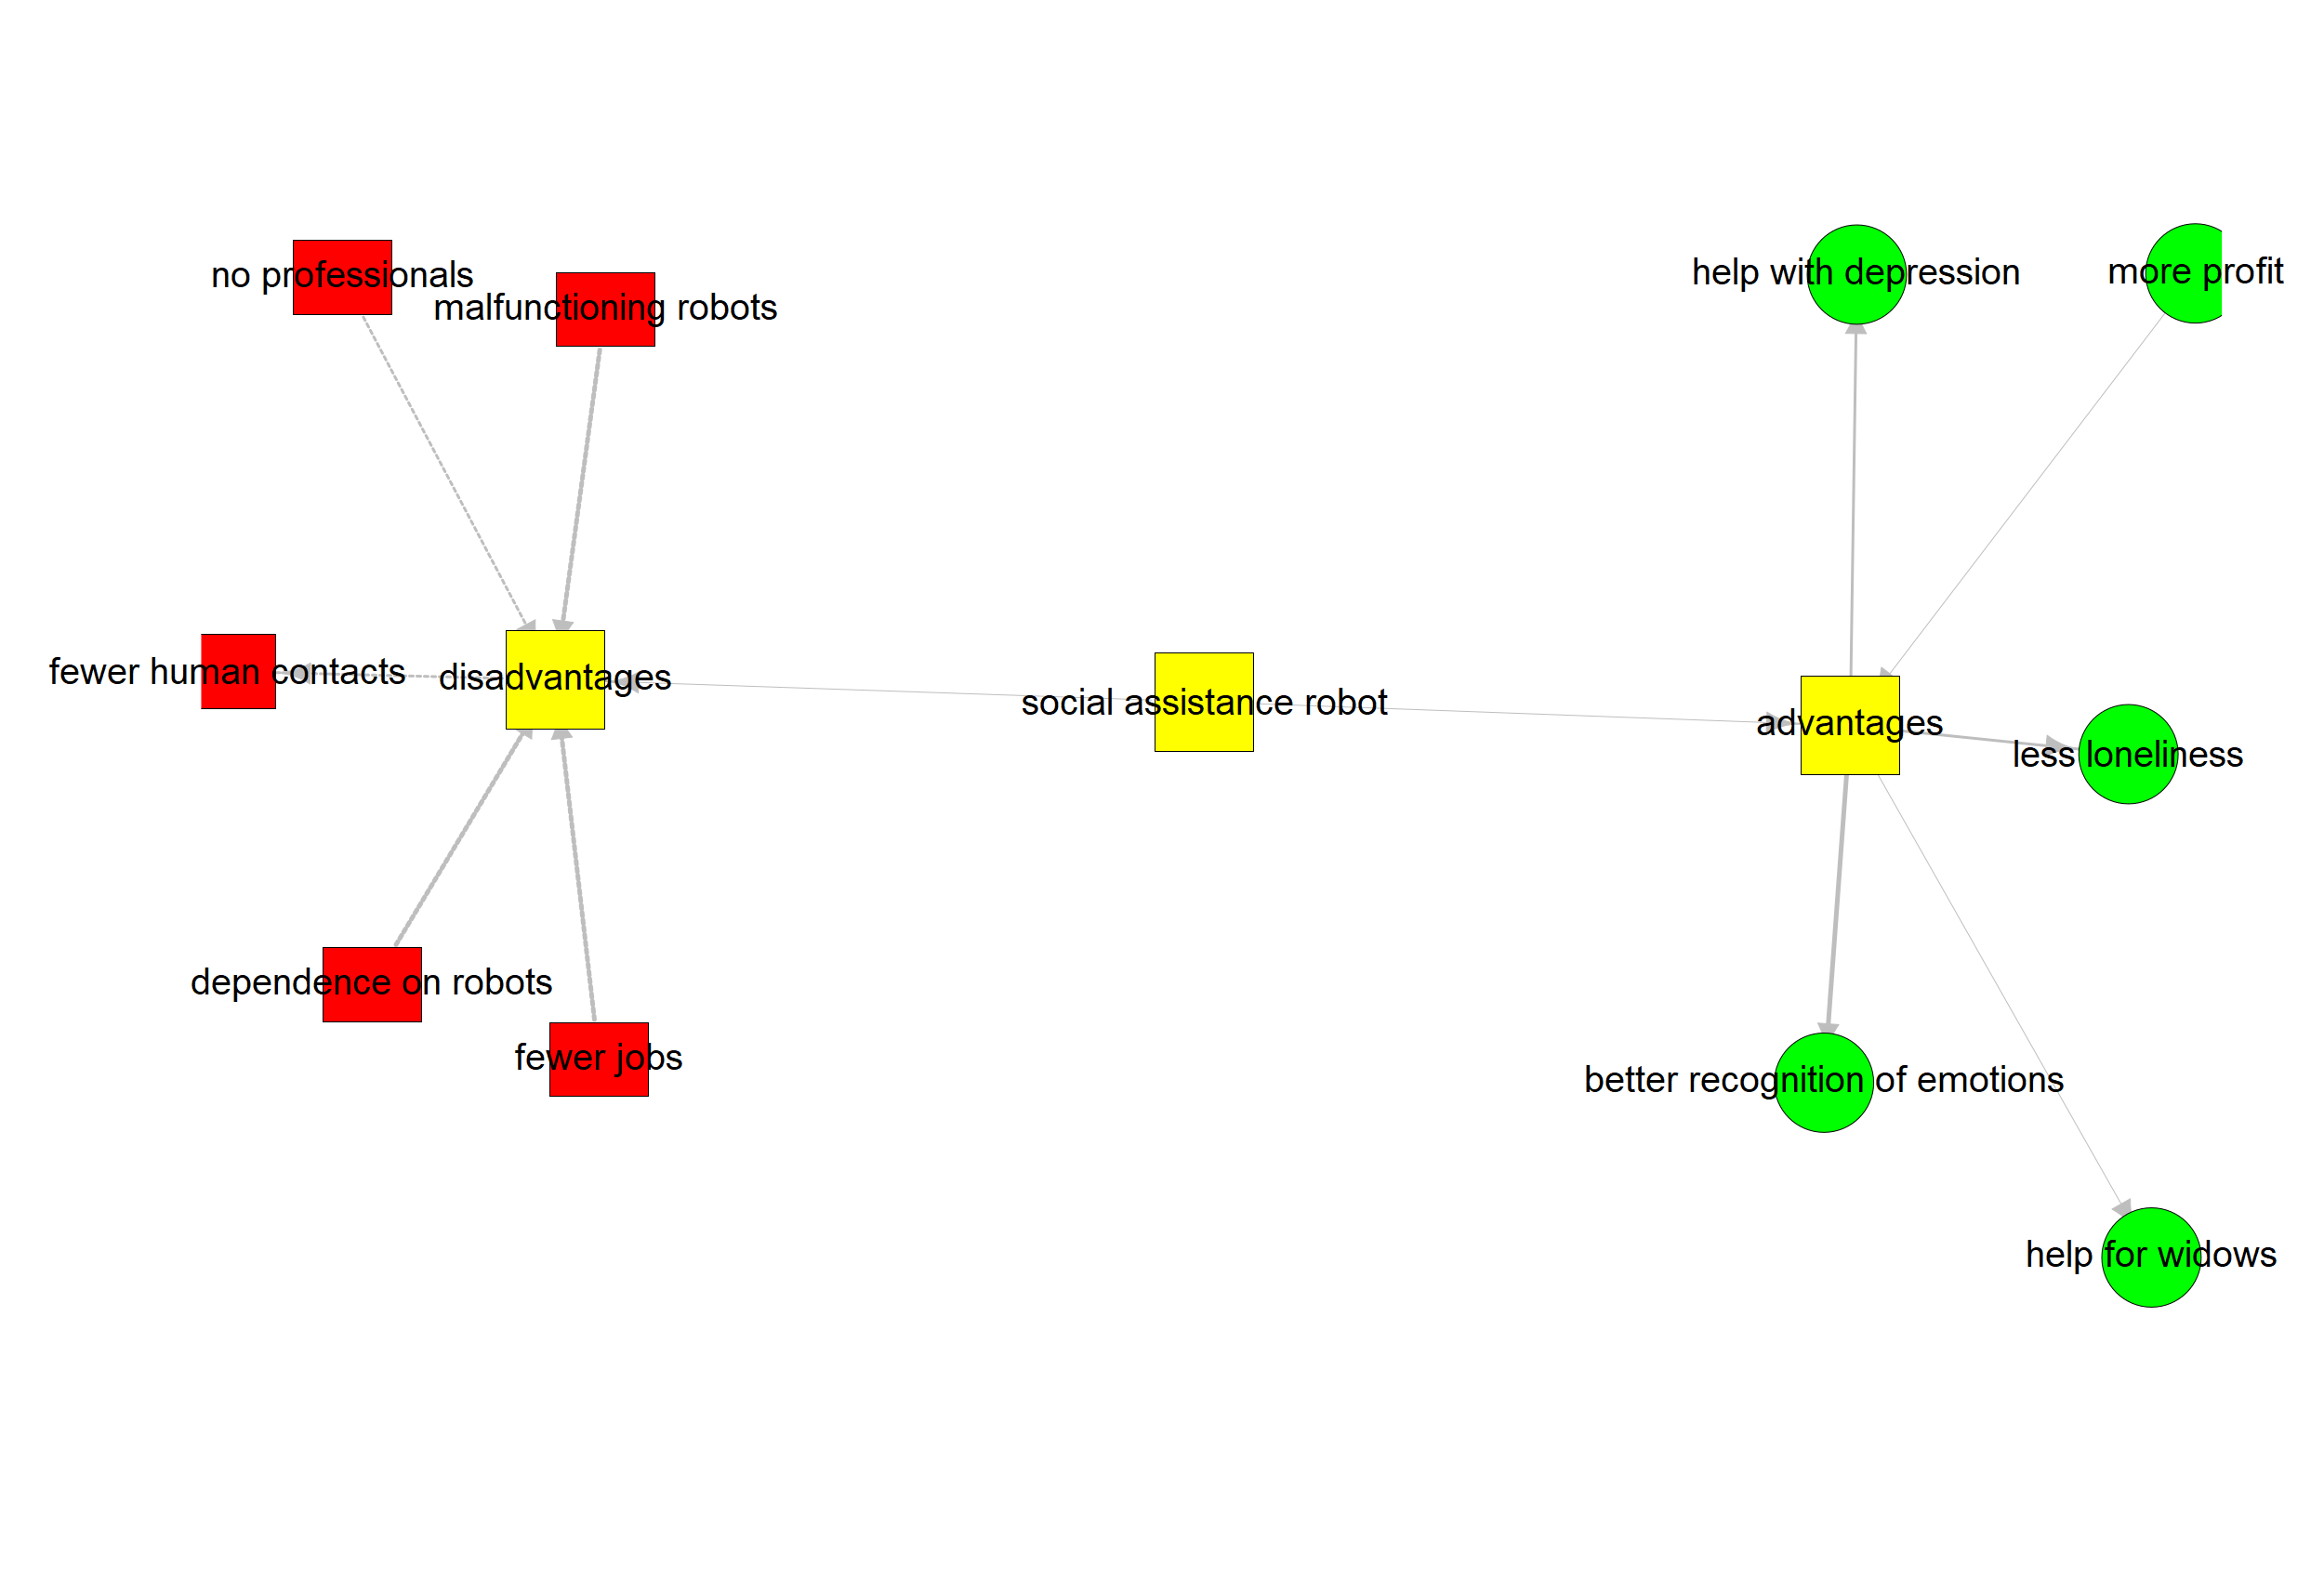 no professionals
malfunctioning robots
help with depression
more profit
fewer human contacts
disadvantages
social assistance robot
advantages
less loneliness
dependence on robots
fewer jobs
better recognition of emotions
help for widows